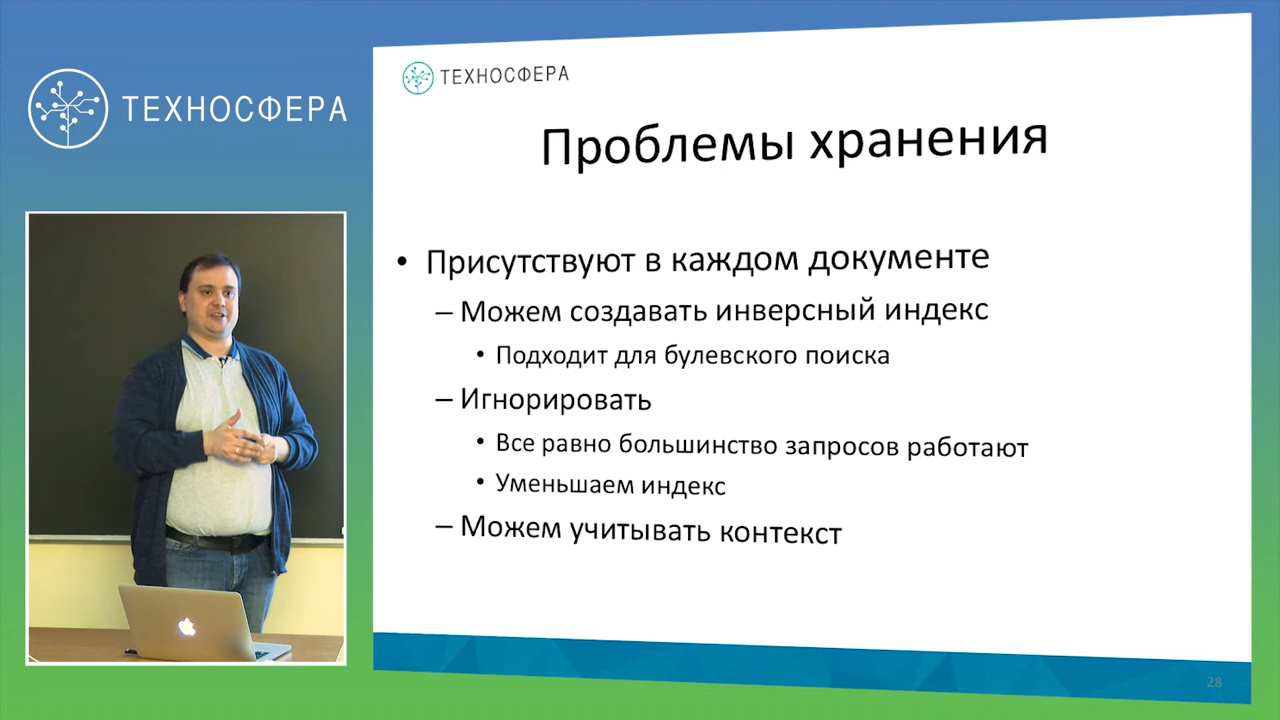 ТЕХНОСФЕРА
ТЕХНОСФЕРА
Проблемы хранения
• Присутствуют в каждом документе
– Можем создавать инверсный индекс
• Подходит для булевского поиска
– Игнорировать
• Все равно большинство запросов работают
• Уменьшаем индекс
– Можем учитывать контекст
28